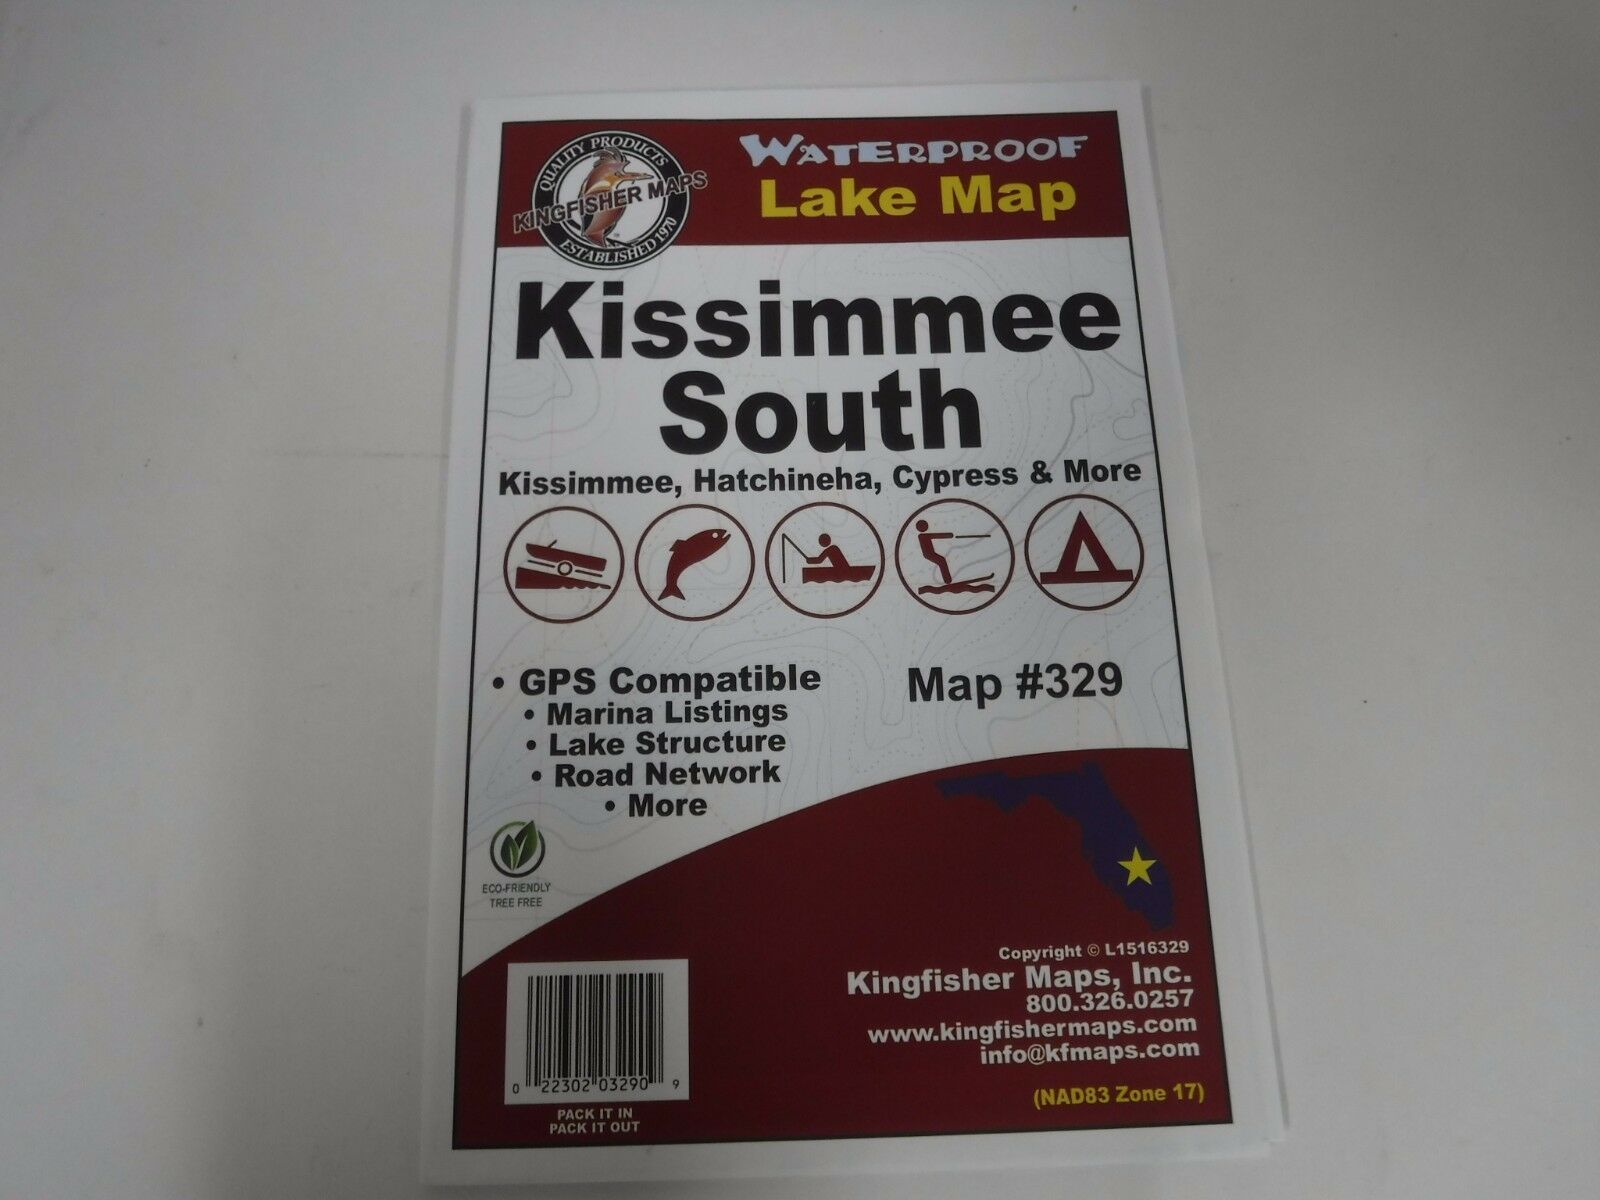 QUALITY PRODUCTS
KINGFISHER MAPS
ESTABLISHED 1970
WATERPROOF
Lake Map
Kissimmee
South
Kissimmee, Hatchineha, Cypress & More
• GPS Compatible
• Marina Listings
• Lake Structure
• Road Network
• More
Map #329
ECO-FRIENDLY
TREE FREE
Copyright © L1516329
Kingfisher Maps, Inc.
800.326.0257
www.kingfishermaps.com
info@kfmaps.com
(NAD83 Zone 17)
0 22302 03290 9
PACK IT IN
PACK IT OUT